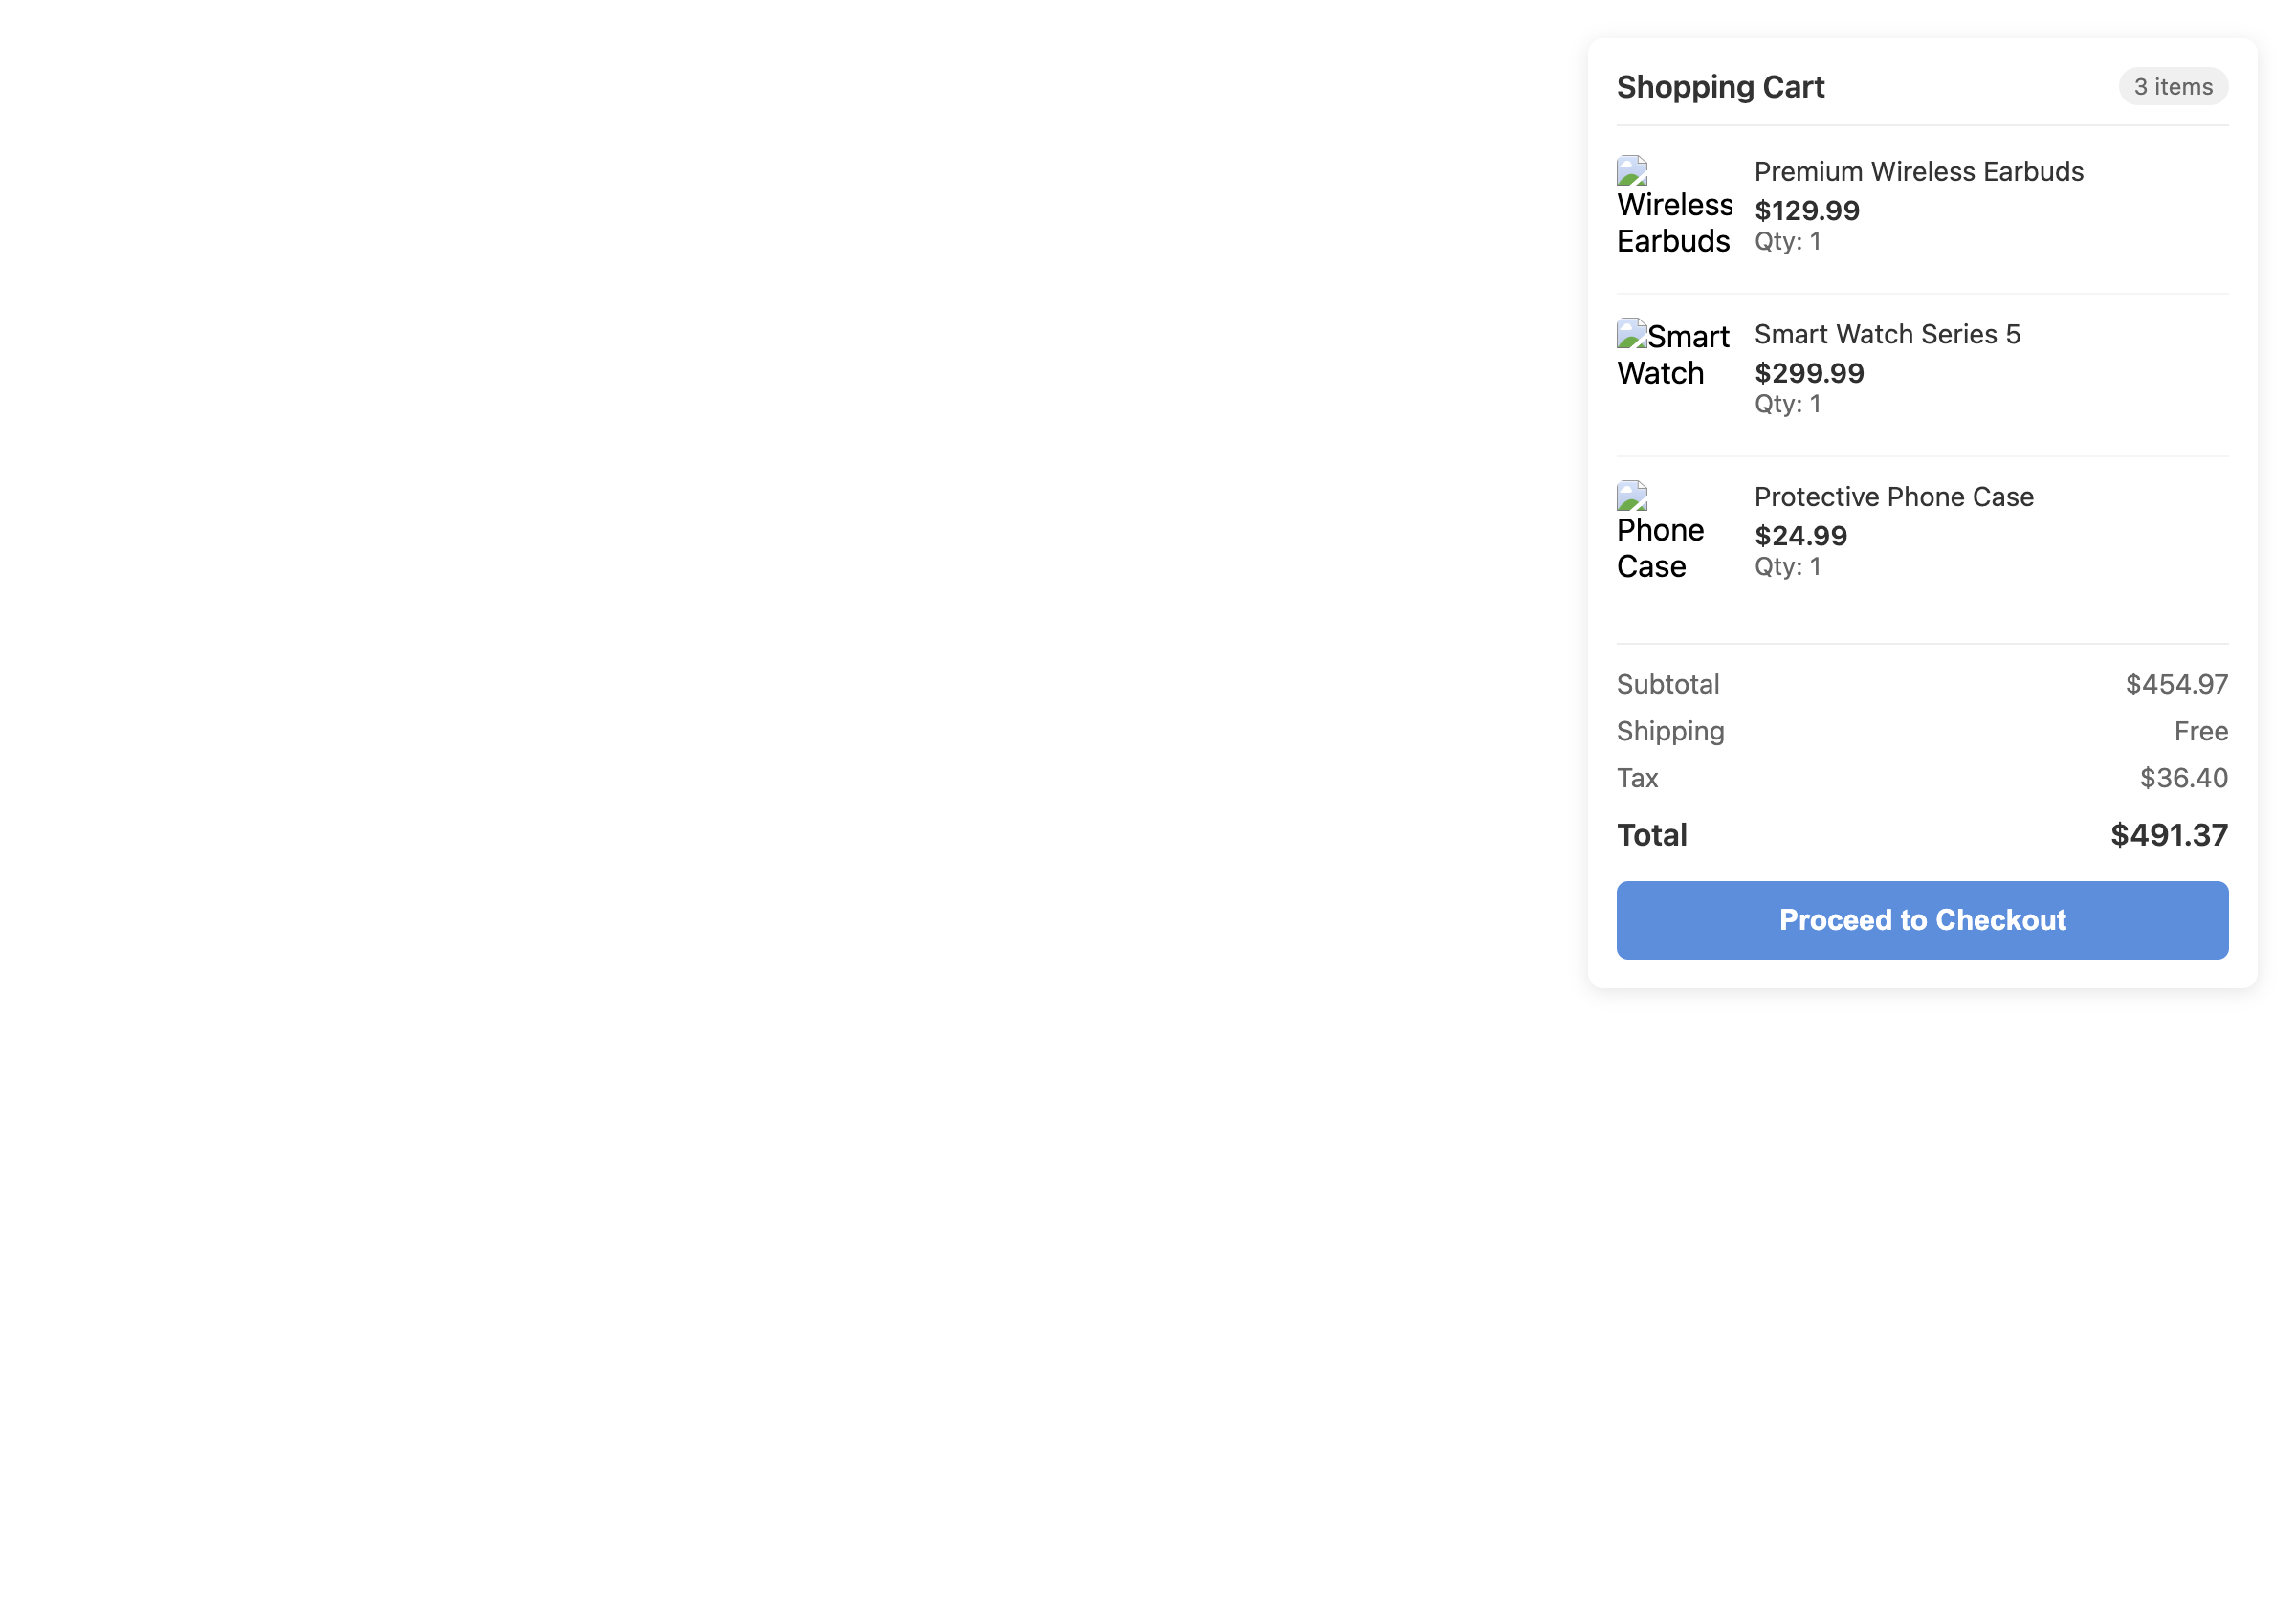 Shopping Cart
3 items
Wireless
Earbuds
Premium Wireless Earbuds
$129.99
Qty: 1
Smart
Watch
Smart Watch Series 5
$299.99
Qty: 1
Phone
Case
Protective Phone Case
$24.99
Qty: 1
Subtotal $454.97
Shipping Free
Tax $36.40
Total $491.37
Proceed to Checkout